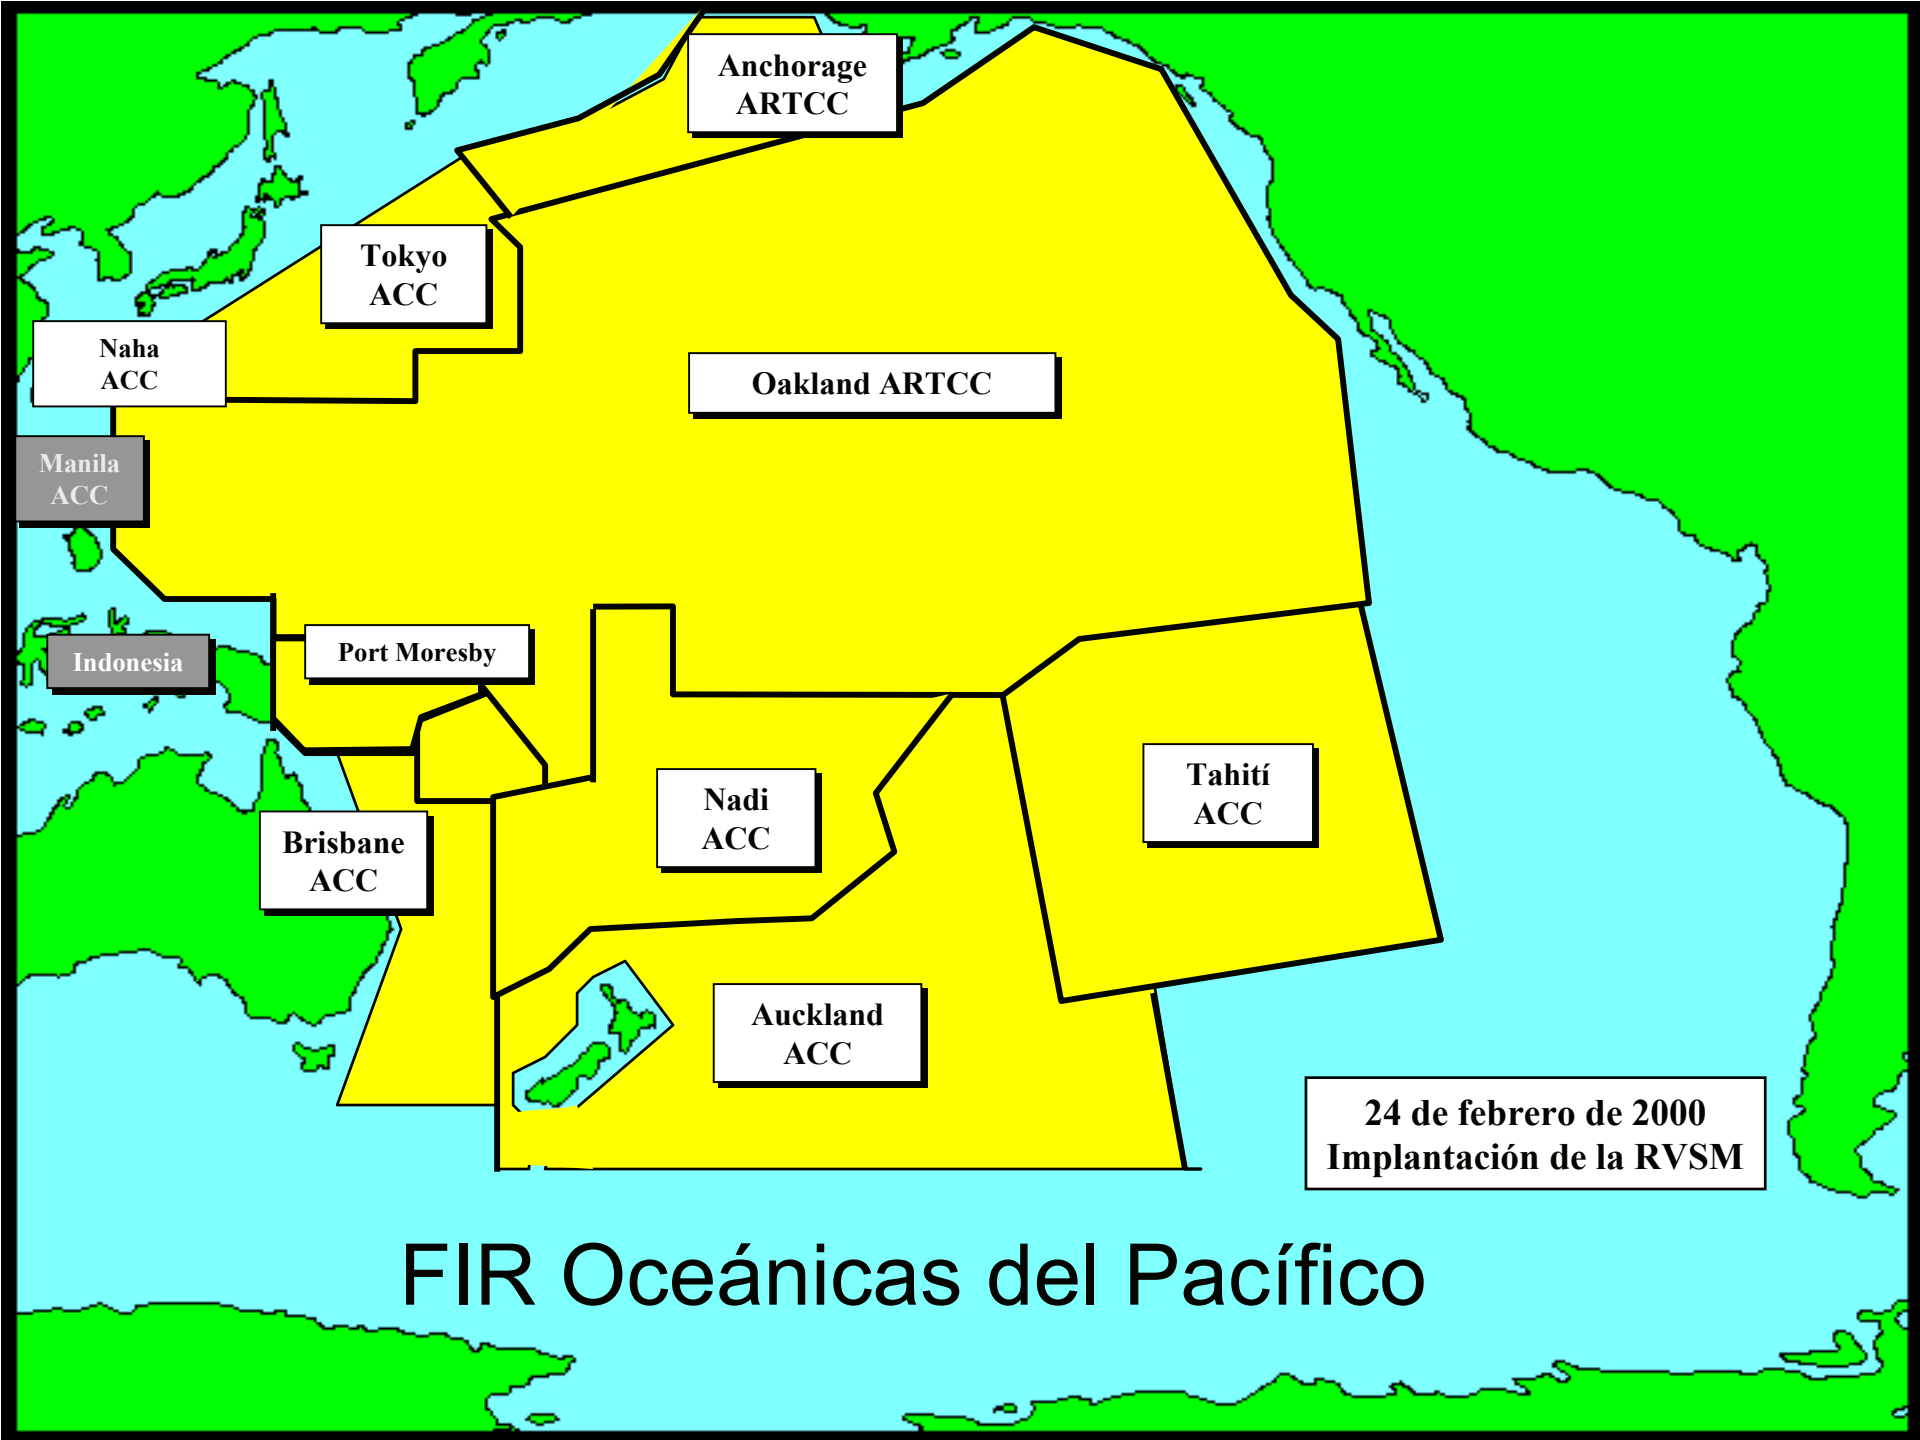 Anchorage
ARTCC
Tokyo
ACC
Naha
ACC
Oakland ARTCC
Manila
ACC
Port Moresby
Indonesia
Tahití
ACC
Nadi
ACC
Brisbane
ACC
Auckland
ACC
24 de febrero de 2000
Implantación de la RVSM
FIR Oceánicas del Pacífico